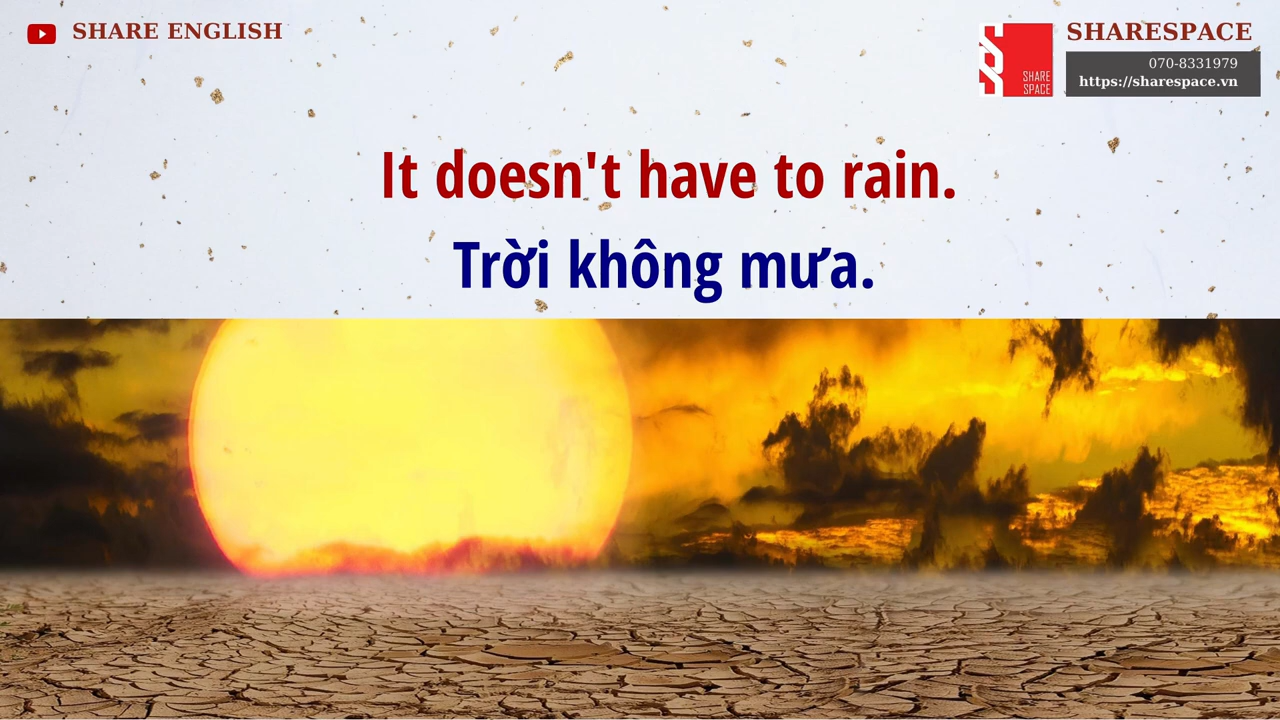 SHARE ENGLISH
SHARESPACE
070-8331979
https://sharespace.vn
SHARE
SPACE
It doesn't have to rain.
Trời không mưa.